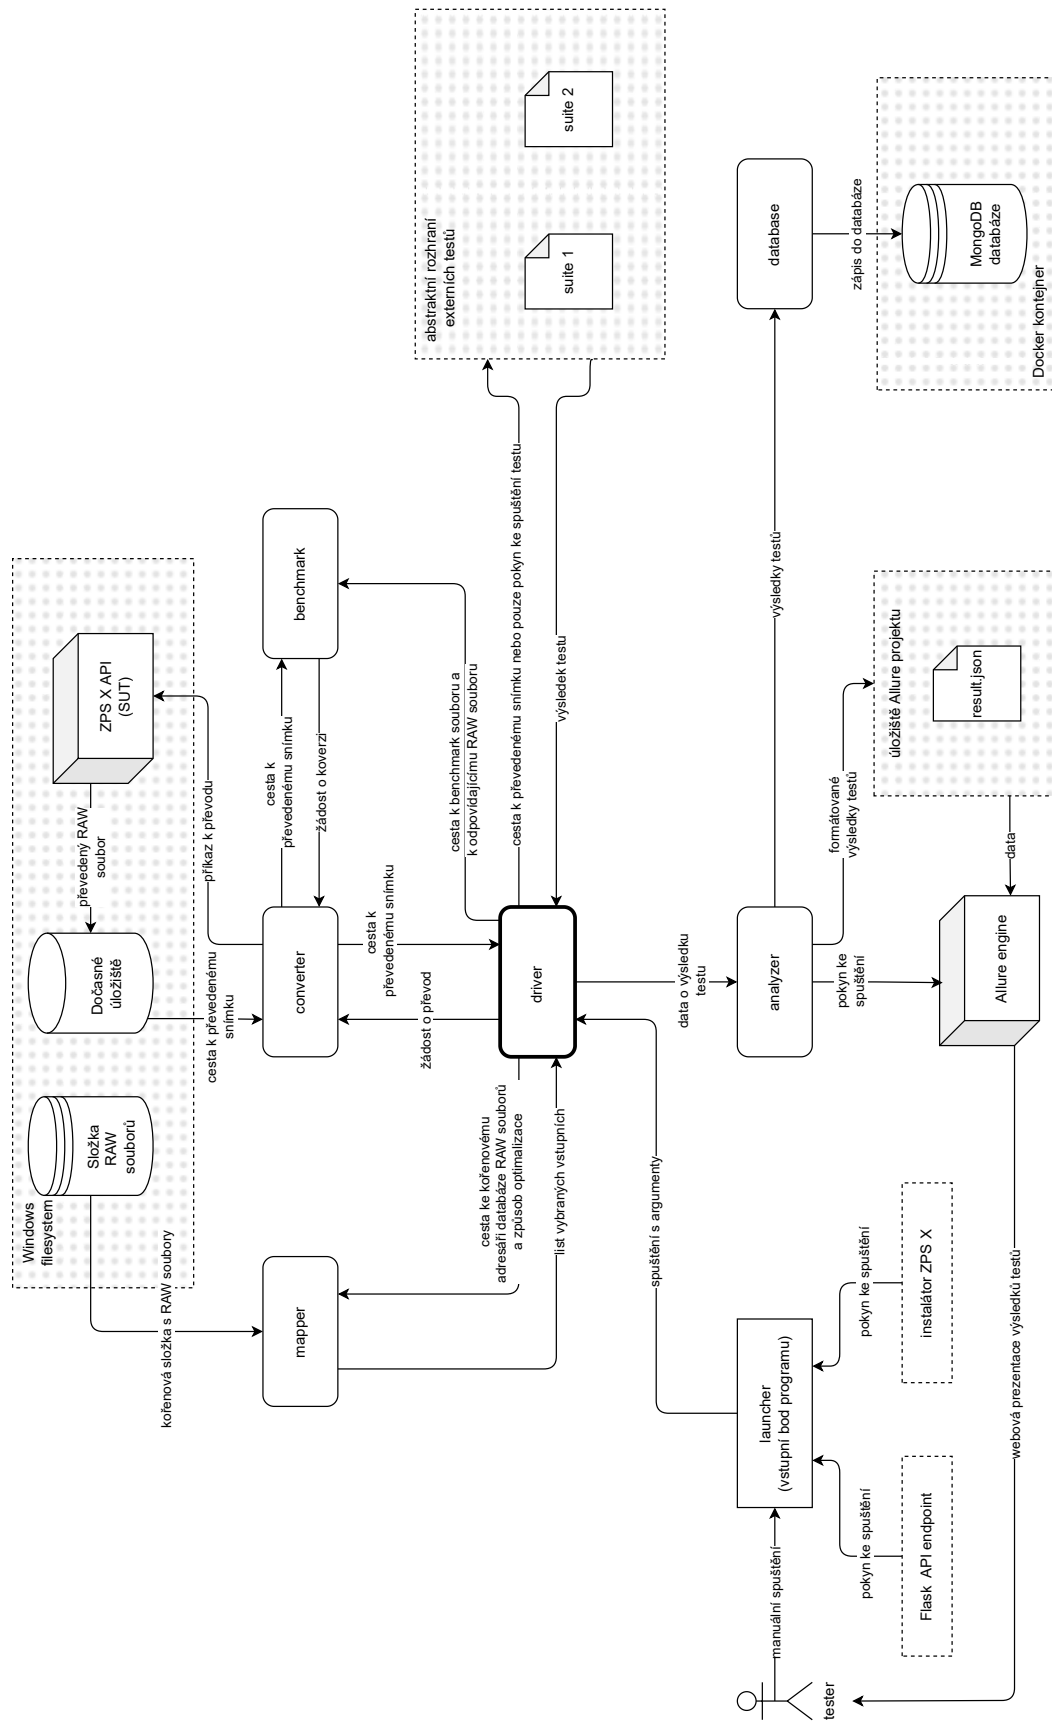 Windows
filesystem
Složka
RAW
souborů
Dočasné
úložiště
převedený RAW
soubor
ZPS X API
(SUT)
kořenová složka s RAW soubory
cesta k převedenému
snímku
příkaz k převodu
mapper
converter
benchmark
cesta k
převedenému snímku
žádost o koverzi
cesta ke kořenovému
adresáři databáze RAW souborů
a způsob optimalizace
list vybraných vstupních
žádost o převod
cesta k
převedenému snímku
cesta k benchmark souboru a
k odpovídajícímu RAW souboru
driver
cesta k převedenému snímku nebo pouze pokyn ke spuštění testu
výsledek testu
abstraktní rozhraní
externích testů
suite 1
suite 2
spuštění s argumenty
data o výsledku
testu
manuální spuštění
launcher
(vstupní bod programu)
analyzer
výsledky testů
database
tester
pokyn ke spuštění
pokyn ke spuštění
pokyn ke
spuštění
formátované
výsledky testů
zápis do databáze
Flask  API endpoint
instalátor ZPS X
Allure engine
data
úložiště Allure projektu
result.json
MongoDB
databáze
Docker kontejner
webová prezentace výsledků testů